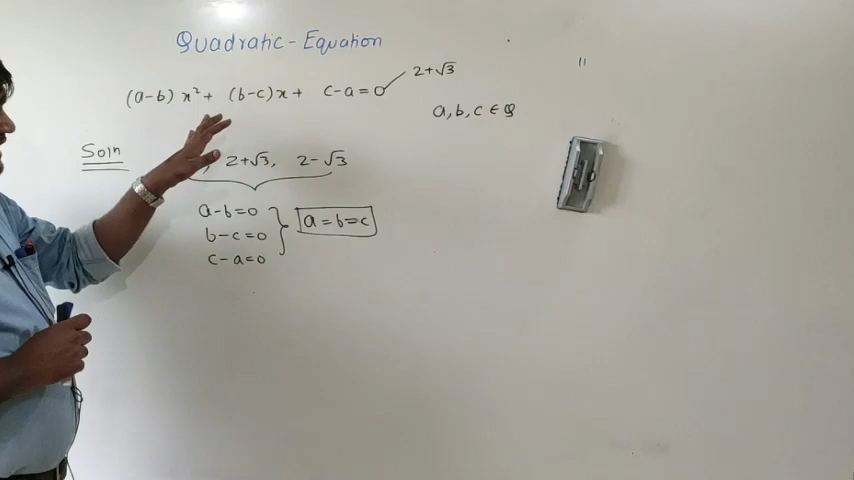 Quadratic-Equation
(a-b) x² + (b-c)x + c-a=0 2+√3
a, b, c ∈ Q
Soln
, 2+√3, 2-√3
a-b=0
b-c=0
c-a=0
a=b=c